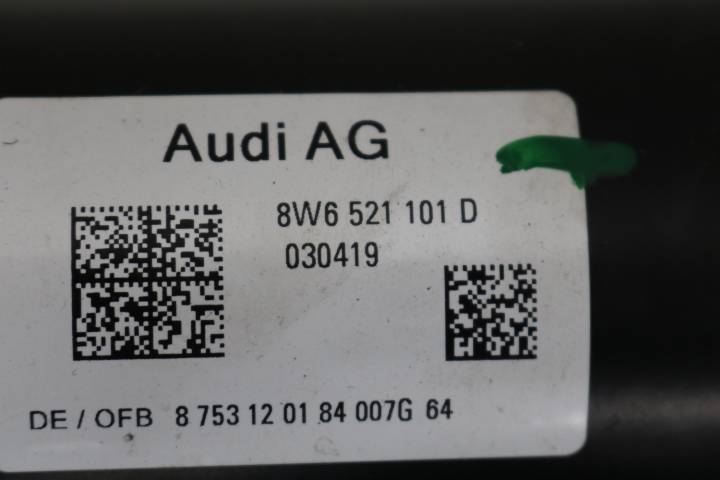 Audi AG
8W6 521 101 D
030419
DE / OFB 8 753 12 01 84 007G 64